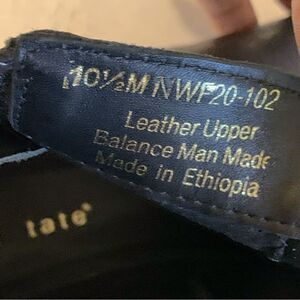 10½M NWF20-102
Leather Upper
Balance Man Made
Made in Ethiopia
tate